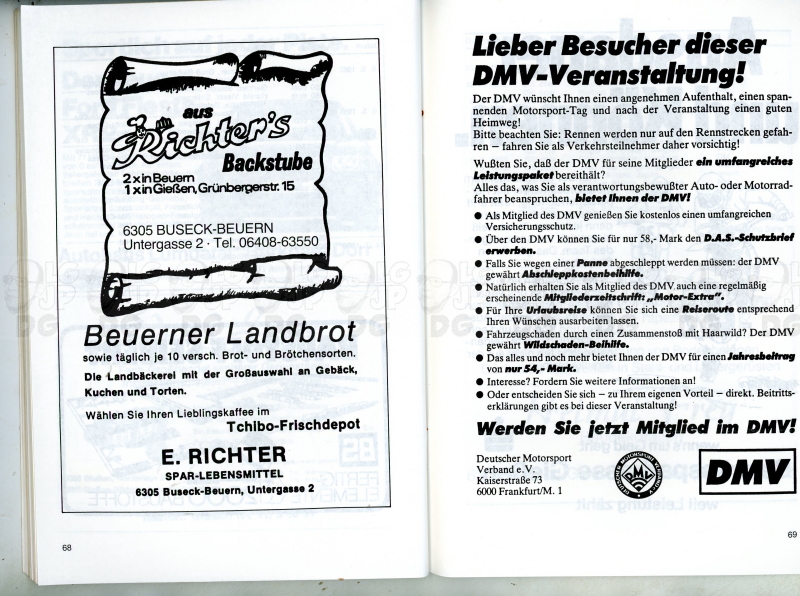 aus
Richter's
Backstube
2xin Beuern
1xin Gießen, Grünbergerstr. 15
6305 BUSECK-BEUERN
Untergasse 2 · Tel. 06408-63550
Beuerner Landbrot
sowie täglich je 10 versch. Brot- und Brötchensorten.
Die Landbäckerei mit der Großauswahl an Gebäck,
Kuchen und Torten.
Wählen Sie Ihren Lieblingskaffee im
Tchibo-Frischdepot
E. RICHTER
SPAR-LEBENSMITTEL
6305 Buseck-Beuern, Untergasse 2
68
Lieber Besucher dieser
DMV-Veranstaltung!
Der DMV wünscht Ihnen einen angenehmen Aufenthalt, einen span-
nenden Motorsport-Tag und nach der Veranstaltung einen guten
Heimweg!
Bitte beachten Sie: Rennen werden nur auf den Rennstrecken gefah-
ren – fahren Sie als Verkehrsteilnehmer daher vorsichtig!
Wußten Sie, daß der DMV für seine Mitglieder ein umfangreiches
Leistungspaket bereithält?
Alles das, was Sie als verantwortungsbewußter Auto- oder Motorrad-
fahrer beanspruchen, bietet Ihnen der DMV!
● Als Mitglied des DMV genießen Sie kostenlos einen umfangreichen
Versicherungsschutz.
● Über den DMV können Sie für nur 58,- Mark den D.A.S.-Schutzbrief
erwerben.
● Falls Sie wegen einer Panne abgeschleppt werden müssen: der DMV
gewährt Abschleppkostenbeihilfe.
● Natürlich erhalten Sie als Mitglied des DMV auch eine regelmäßig
erscheinende Mitgliederzeitschrift: „Motor-Extra".
● Für Ihre Urlaubsreise können Sie sich eine Reiseroute entsprechend
Ihren Wünschen ausarbeiten lassen.
● Fahrzeugschaden durch einen Zusammenstoß mit Haarwild? Der DMV
gewährt Wildschaden-Beihilfe.
● Das alles und noch mehr bietet Ihnen der DMV für einen Jahresbeitrag
von nur 54,- Mark.
● Interesse? Fordern Sie weitere Informationen an!
● Oder entscheiden Sie sich – zu Ihrem eigenen Vorteil – direkt. Beitritts-
erklärungen gibt es bei dieser Veranstaltung!
Werden Sie jetzt Mitglied im DMV!
Deutscher Motorsport
Verband e.V.
Kaiserstraße 73
6000 Frankfurt/M. 1
DMV
DMV
69